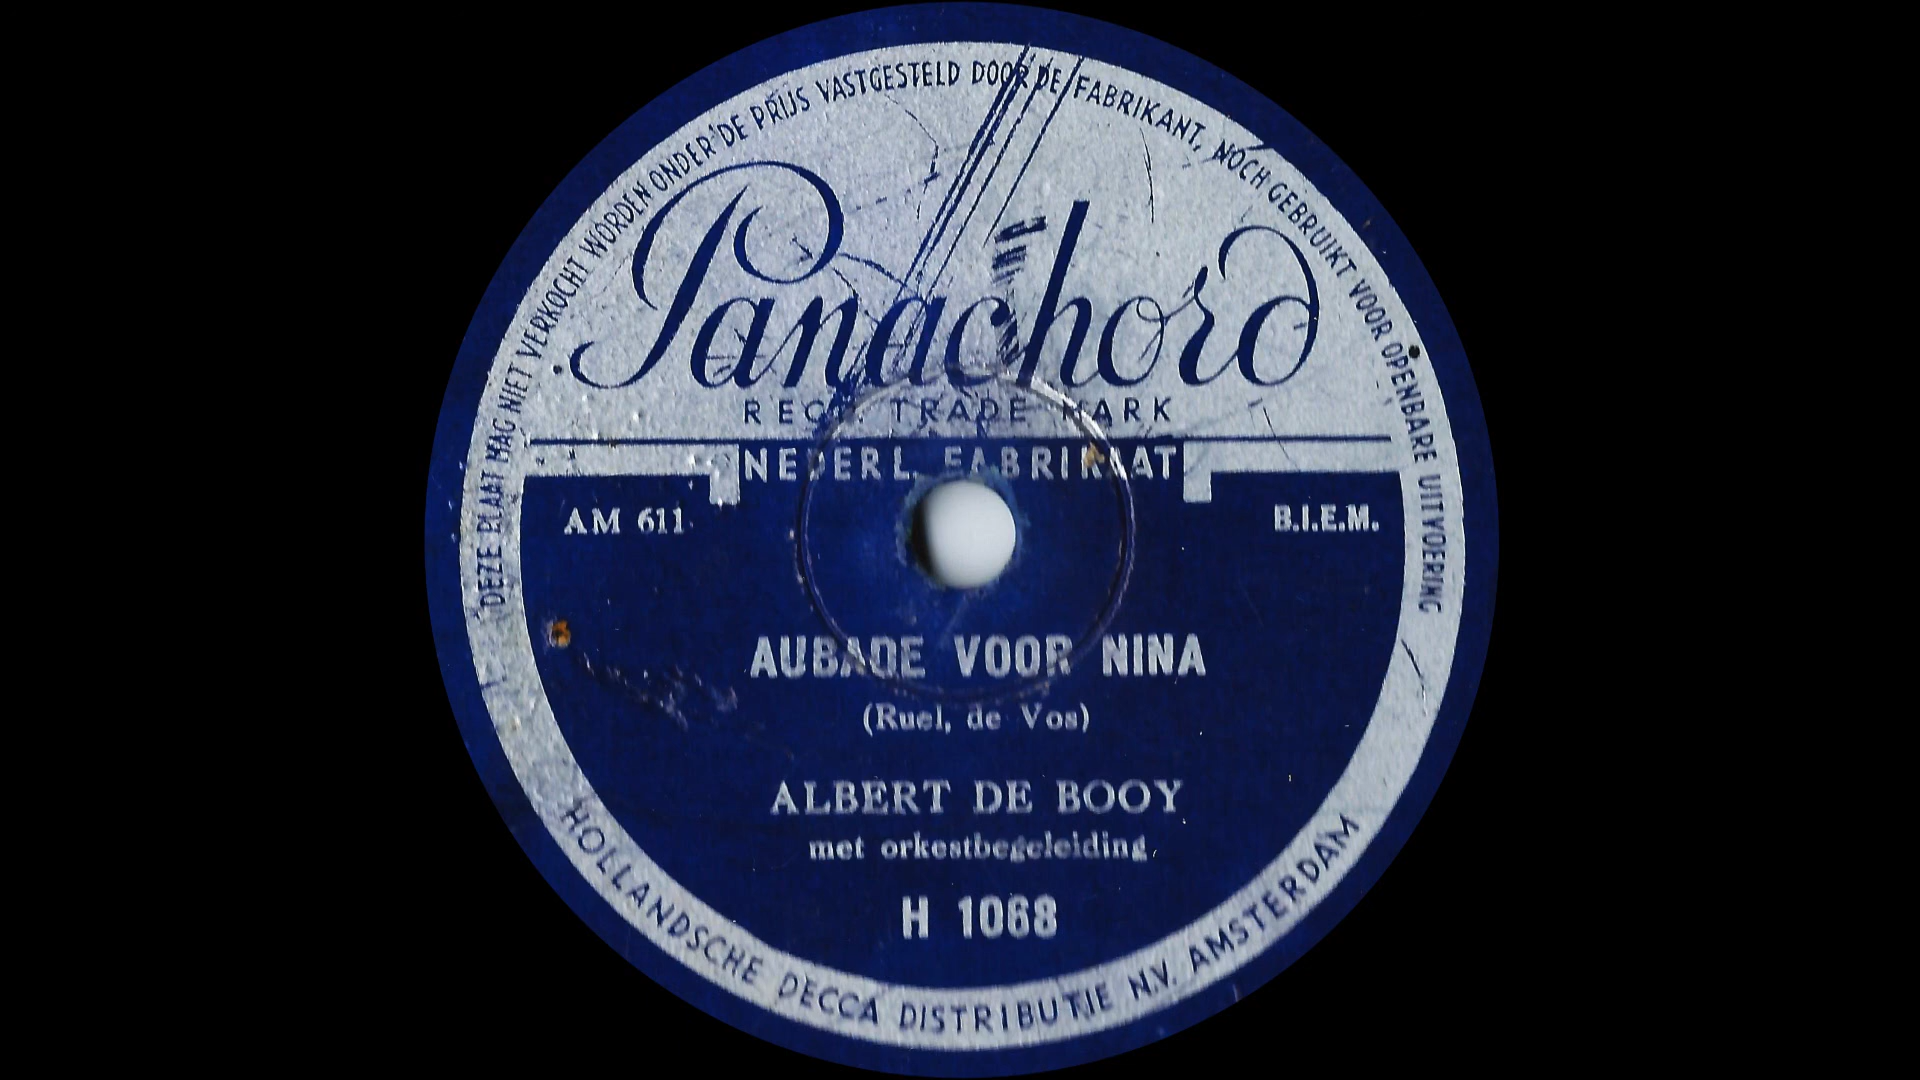 DEZE PLAAT MAG NIET VERKOCHT WORDEN ONDER DE PRIJS VASTGESTELD DOOR DE FABRIKANT, NOCH GEBRUIKT VOOR OPENBARE UITVOERING
Panachord
REGD. TRADE MARK
NEDERL. FABRIKAAT
AM 611
B.I.E.M.
AUBADE VOOR NINA
(Ruel, de Vos)
ALBERT DE BOOY
met orkestbegeleiding
H 1068
HOLLANDSCHE DECCA DISTRIBUTIE N.V. AMSTERDAM